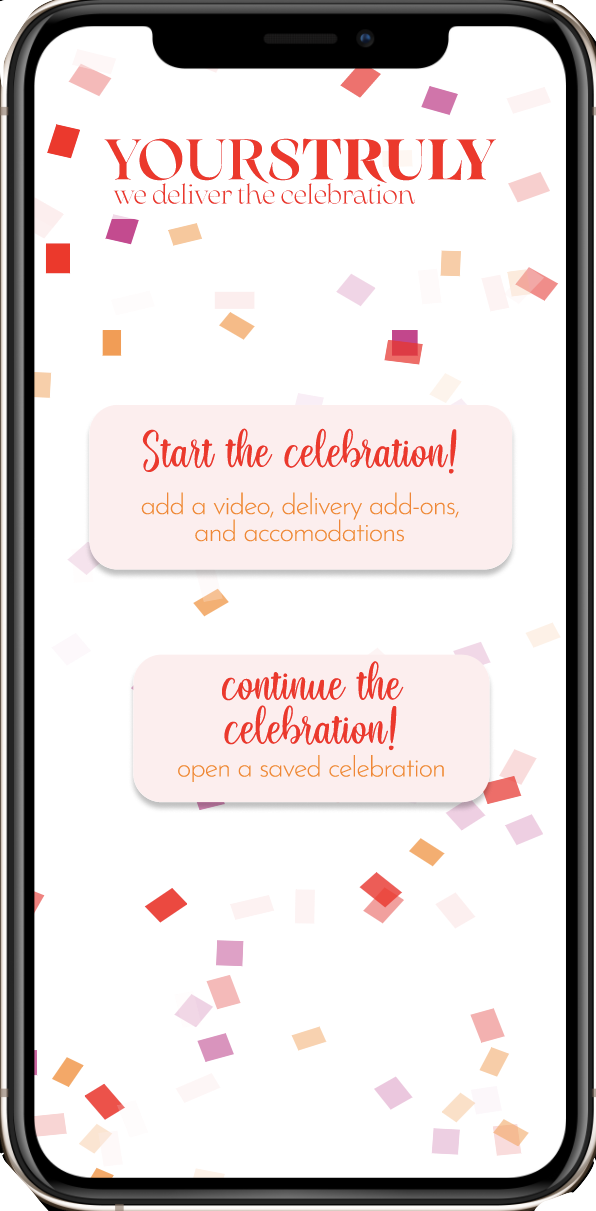 YOURSTRULY
we deliver the celebration
Start the celebration!
add a video, delivery add-ons,
and accomodations
continue the
celebration!
open a saved celebration